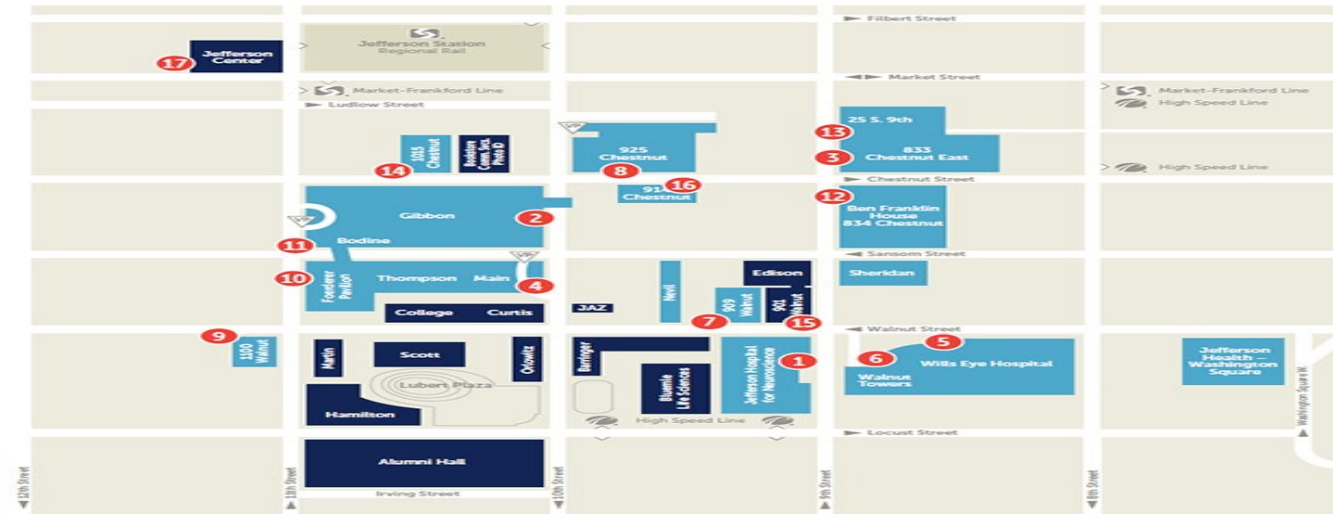 Filbert Street
Jefferson Station
Regional Rail
Jefferson
Center
17
Market Street
Market-Frankford Line
Ludlow Street
Market-Frankford Line
High Speed Line
25 S. 9th
13
1015
Chestnut
Bookstore
Photo ID
925
Chestnut
833
Chestnut East
3
14
8
High Speed Line
Chestnut Street
16
914
Chestnut
12
Gibbon
2
Ben Franklin
House
834 Chestnut
Bodine
11
Sansom Street
10
Foerderer
Pavilion
Thompson
Main
4
Edison
Sheridan
Nevil
909
Walnut
901
Walnut
College
Curtis
JAZ
7
15
Walnut Street
9
1100
Walnut
Martin
Scott
Orlowitz
Barringer
Bluemle
Life Sciences
Jefferson Hospital
for Neuroscience
1
5
6
Wills Eye Hospital
Walnut
Towers
Jefferson
Health –
Washington
Square
Washington Square W.
Lubert Plaza
Hamilton
High Speed Line
Locust Street
Alumni Hall
Irving Street
12th Street
11th Street
10th Street
9th Street
8th Street